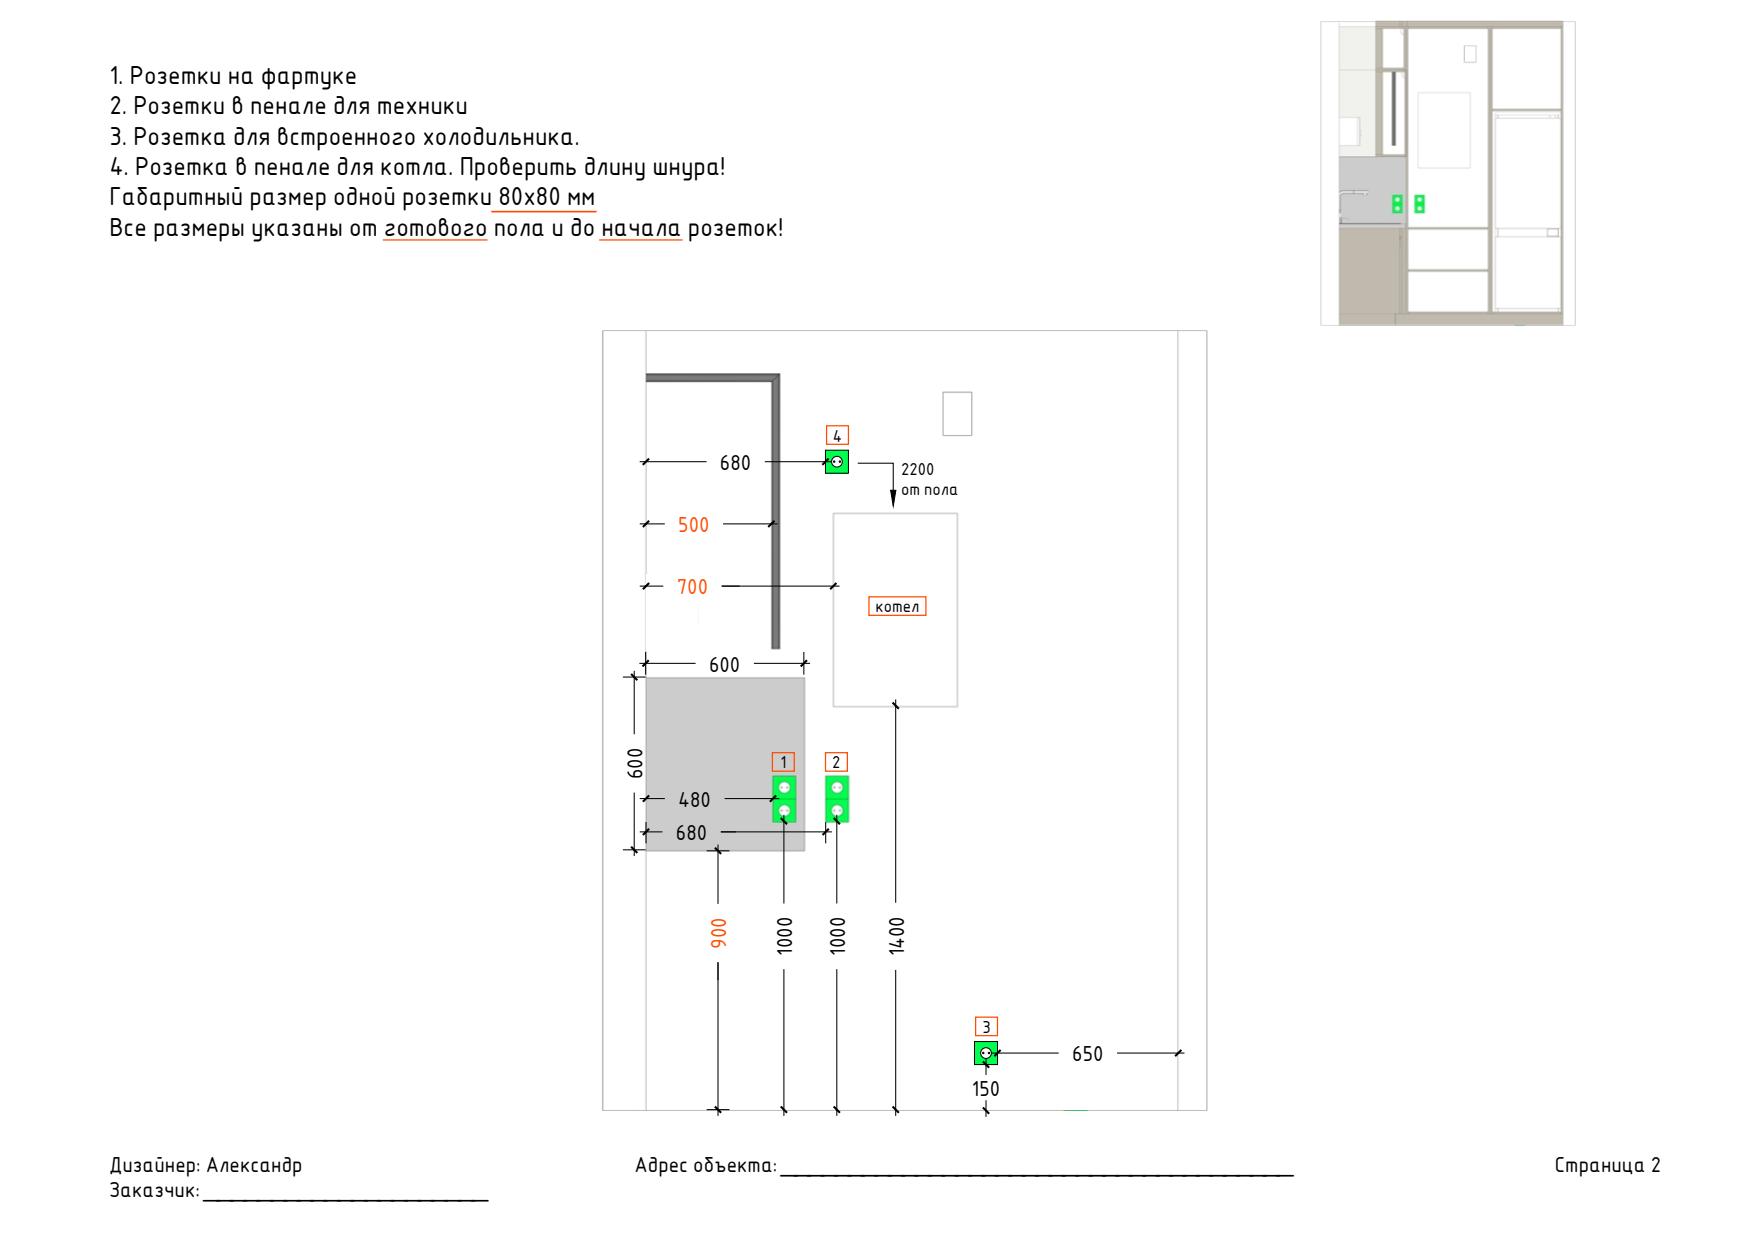 1. Розетки на фартуке
2. Розетки в пенале для техники
3. Розетка для встроенного холодильника.
4. Розетка в пенале для котла. Проверить длину шнура!
Габаритный размер одной розетки 80х80 мм
Все размеры указаны от готового пола и до начала розеток!
4
680
2200
от пола
500
700
котел
600
600
1
2
480
680
900
1000
1000
1400
3
650
150
Дизайнер: Александр
Адрес объекта:
Страница 2
Заказчик: